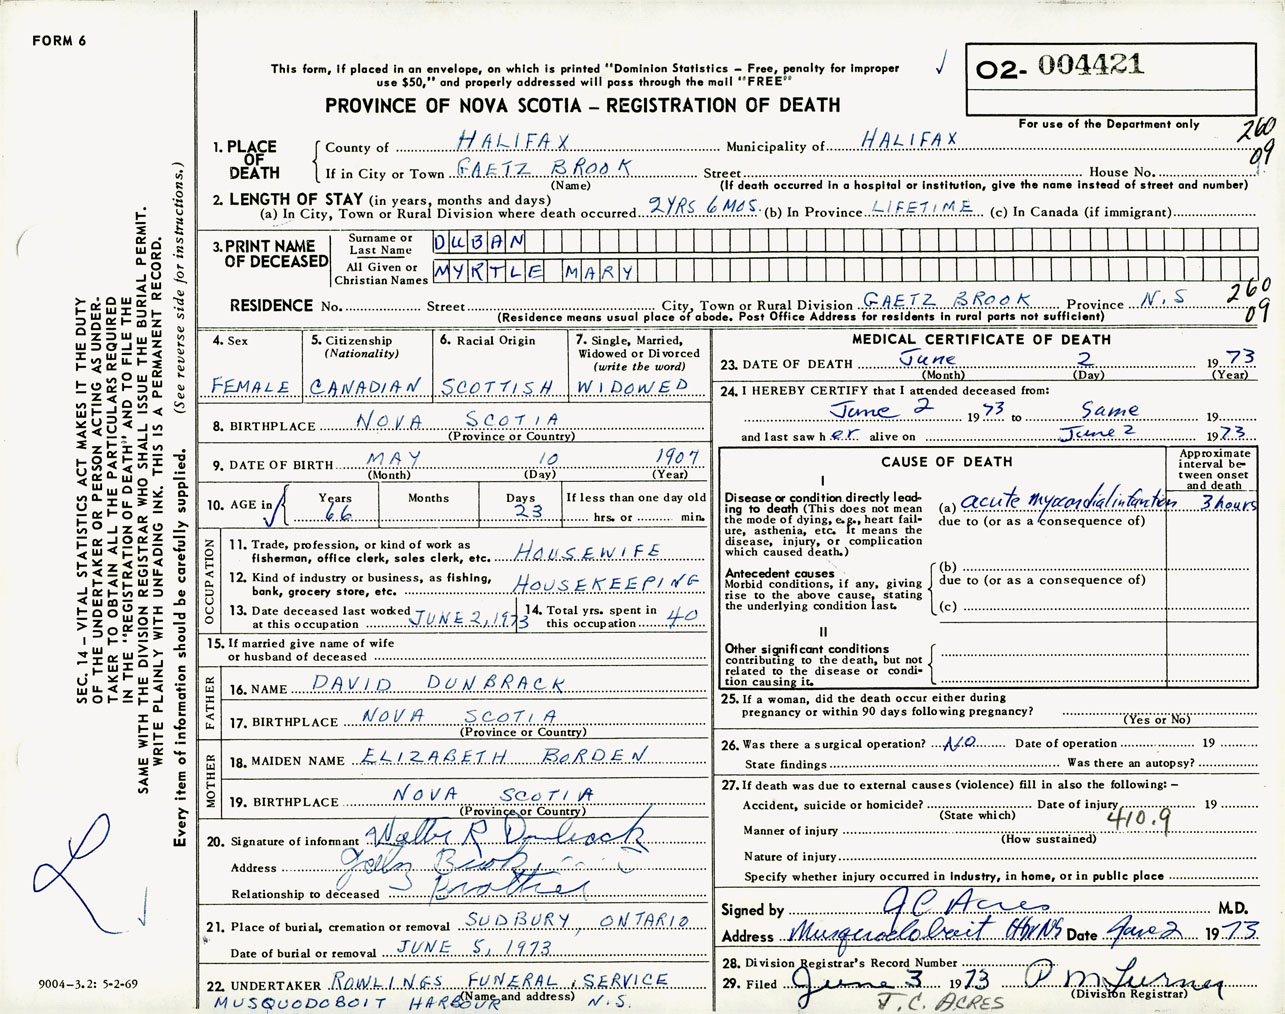 FORM 6
This form, if placed in an envelope, on which is printed "Dominion Statistics – Free, penalty for improper
use $50," and properly addressed will pass through the mail "FREE"
PROVINCE OF NOVA SCOTIA – REGISTRATION OF DEATH
O2- 004421
For use of the Department only
260
09
1. PLACE OF DEATH
County of HALIFAX Municipality of HALIFAX
If in City or Town GAETZ BROOK Street House No.
(Name) (If death occurred in a hospital or institution, give the name instead of street and number)
2. LENGTH OF STAY (in years, months and days)
(a) In City, Town or Rural Division where death occurred 2 YRS 6 MOS. (b) In Province LIFETIME (c) In Canada (if immigrant)
3. PRINT NAME OF DECEASED
Surname or Last Name DUBAN
All Given or Christian Names MYRTLE MARY
RESIDENCE No. Street City, Town or Rural Division GAETZ BROOK Province N.S
260
09
(Residence means usual place of abode. Post Office Address for residents in rural parts not sufficient)
4. Sex
FEMALE
5. Citizenship
(Nationality)
CANADIAN
6. Racial Origin
SCOTTISH
7. Single, Married,
Widowed or Divorced
(write the word)
WIDOWED
8. BIRTHPLACE NOVA SCOTIA
(Province or Country)
9. DATE OF BIRTH MAY 10 1907
(Month) (Day) (Year)
10. AGE in
Years Months Days If less than one day old
66 23 hrs. or min.
OCCUPATION
11. Trade, profession, or kind of work as
fisherman, office clerk, sales clerk, etc. HOUSEWIFE
12. Kind of industry or business, as fishing,
bank, grocery store, etc. HOUSEKEEPING
13. Date deceased last worked
at this occupation JUNE 2, 1973
14. Total yrs. spent in
this occupation 40
15. If married give name of wife
or husband of deceased
FATHER
16. NAME DAVID DUNBRACK
17. BIRTHPLACE NOVA SCOTIA
(Province or Country)
MOTHER
18. MAIDEN NAME ELIZABETH BORDEN
19. BIRTHPLACE NOVA SCOTIA
(Province or Country)
20. Signature of informant Walter R Dunbrack
Address Gaetz Brook
Relationship to deceased Brother
21. Place of burial, cremation or removal SUDBURY, ONTARIO
Date of burial or removal JUNE 5, 1973
22. UNDERTAKER ROWLINGS FUNERAL SERVICE
(Name and address)
MUSQUODOBOIT HARBOUR N.S.
MEDICAL CERTIFICATE OF DEATH
23. DATE OF DEATH June 2 1973
(Month) (Day) (Year)
24. I HEREBY CERTIFY that I attended deceased from:
June 2 1973 to Same 19
and last saw her alive on June 2 1973
CAUSE OF DEATH
Approximate
interval be-
tween onset
and death
I
Disease or condition directly lead-
ing to death (This does not mean
the mode of dying, e.g., heart fail-
ure, asthenia, etc. It means the
disease, injury, or complication
which caused death.)
(a) acute myocardial infarction 3 hours
due to (or as a consequence of)
Antecedent causes
Morbid conditions, if any, giving
rise to the above cause, stating
the underlying condition last.
(b)
due to (or as a consequence of)
(c)
II
Other significant conditions
contributing to the death, but not
related to the disease or condi-
tion causing it.
25. If a woman, did the death occur either during
pregnancy or within 90 days following pregnancy?
(Yes or No)
26. Was there a surgical operation? No Date of operation 19
State findings Was there an autopsy?
27. If death was due to external causes (violence) fill in also the following: –
Accident, suicide or homicide? Date of injury 19
(State which)
410.9
Manner of injury
(How sustained)
Nature of injury
Specify whether injury occurred in Industry, in home, or in public place
Signed by JC Acres M.D.
Address Musquodoboit Hbr NS Date June 2 1973
28. Division Registrar's Record Number
29. Filed June 3 1973 P M Turner
(Division Registrar)
J.C. ACRES
SEC. 14 – VITAL STATISTICS ACT MAKES IT THE DUTY
OF THE UNDERTAKER OR PERSON ACTING AS UNDER-
TAKER TO OBTAIN ALL THE PARTICULARS REQUIRED
IN THE "REGISTRATION OF DEATH" AND TO FILE THE
SAME WITH THE DIVISION REGISTRAR WHO SHALL ISSUE THE BURIAL PERMIT.
WRITE PLAINLY WITH UNFADING INK. THIS IS A PERMANENT RECORD.
Every item of information should be carefully supplied. (See reverse side for instructions.)
9004-3.2: 5-2-69